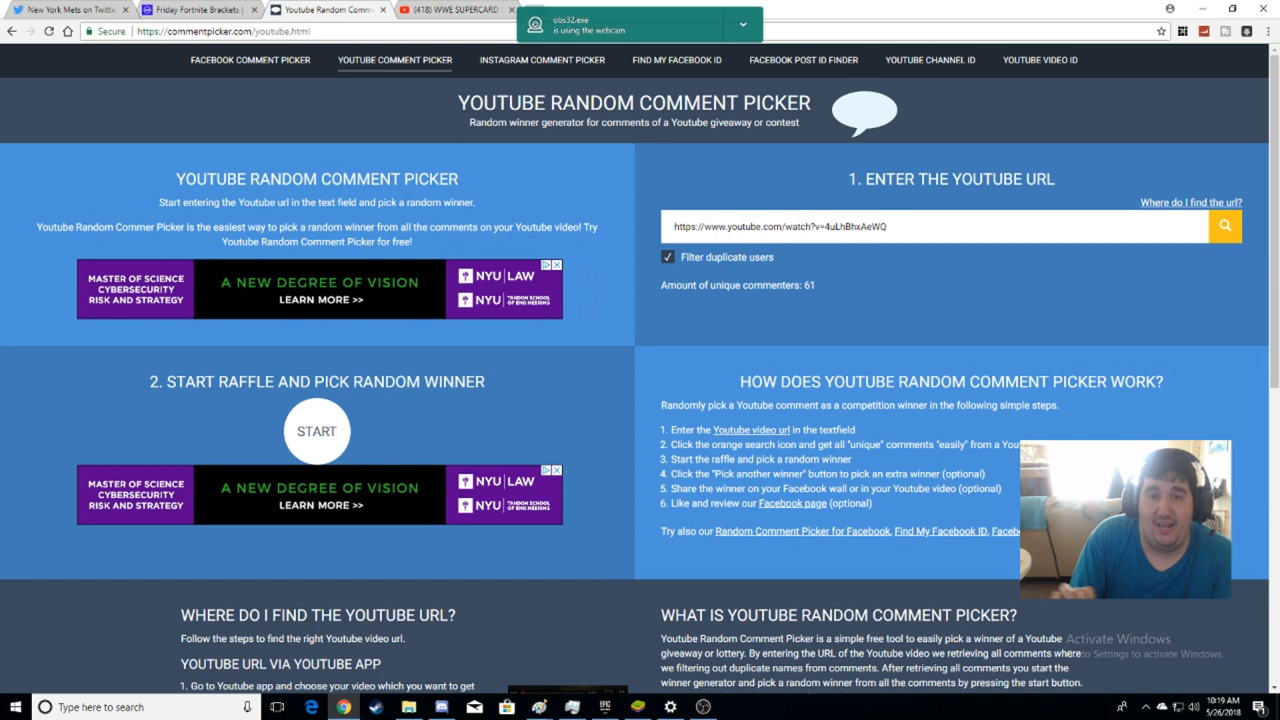 New York Mets on Twitte
Friday Fortnite Brackets |
Youtube Random Comme
(418) WWE SUPERCARD
obs32.exe
is using the webcam
Secure
https://commentpicker.com/youtube.html
FACEBOOK COMMENT PICKER
YOUTUBE COMMENT PICKER
INSTAGRAM COMMENT PICKER
FIND MY FACEBOOK ID
FACEBOOK POST ID FINDER
YOUTUBE CHANNEL ID
YOUTUBE VIDEO ID
YOUTUBE RANDOM COMMENT PICKER
Random winner generator for comments of a Youtube giveaway or contest
YOUTUBE RANDOM COMMENT PICKER
Start entering the Youtube url in the text field and pick a random winner.
Youtube Random Commer Picker is the easiest way to pick a random winner from all the comments on your Youtube video! Try
Youtube Random Comment Picker for free!
MASTER OF SCIENCE
CYBERSECURITY
RISK AND STRATEGY
A NEW DEGREE OF VISION
LEARN MORE >>
NYU LAW
NYU TANDON SCHOOL
OF ENGINEERING
1. ENTER THE YOUTUBE URL
Where do I find the url?
https://www.youtube.com/watch?v=4uLhBhxAeWQ
Filter duplicate users
Amount of unique commenters: 61
2. START RAFFLE AND PICK RANDOM WINNER
START
MASTER OF SCIENCE
CYBERSECURITY
RISK AND STRATEGY
A NEW DEGREE OF VISION
LEARN MORE >>
NYU LAW
NYU TANDON SCHOOL
OF ENGINEERING
HOW DOES YOUTUBE RANDOM COMMENT PICKER WORK?
Randomly pick a Youtube comment as a competition winner in the following simple steps.
1. Enter the Youtube video url in the textfield
2. Click the orange search icon and get all "unique" comments "easily" from a You
3. Start the raffle and pick a random winner
4. Click the "Pick another winner" button to pick an extra winner (optional)
5. Share the winner on your Facebook wall or in your Youtube video (optional)
6. Like and review our Facebook page (optional)
Try also our Random Comment Picker for Facebook, Find My Facebook ID, Facebo
WHERE DO I FIND THE YOUTUBE URL?
Follow the steps to find the right Youtube video url.
YOUTUBE URL VIA YOUTUBE APP
1. Go to Youtube app and choose your video which you want to get
WHAT IS YOUTUBE RANDOM COMMENT PICKER?
Youtube Random Comment Picker is a simple free tool to easily pick a winner of a Youtube
giveaway or lottery. By entering the URL of the Youtube video we retrieving all comments where
we filtering out duplicate names from comments. After retrieving all comments you start the
winner generator and pick a random winner from all the comments by pressing the start button.
Activate Windows
to Settings to activate Windows.
Type here to search
EPIC
10:19 AM
5/26/2018
1